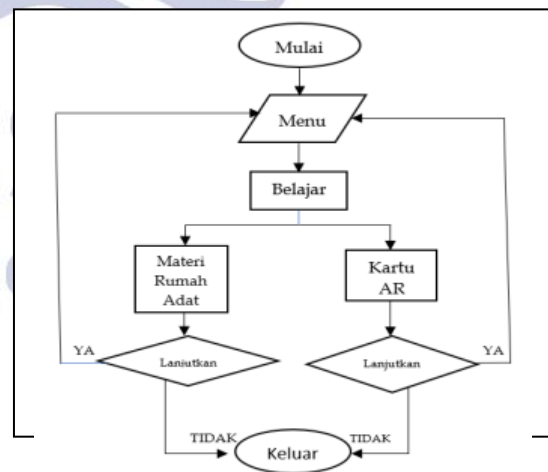 Mulai
Menu
Belajar
Materi
Rumah
Adat
Kartu
AR
YA
Lanjutkan
Lanjutkan
YA
TIDAK
Keluar
TIDAK